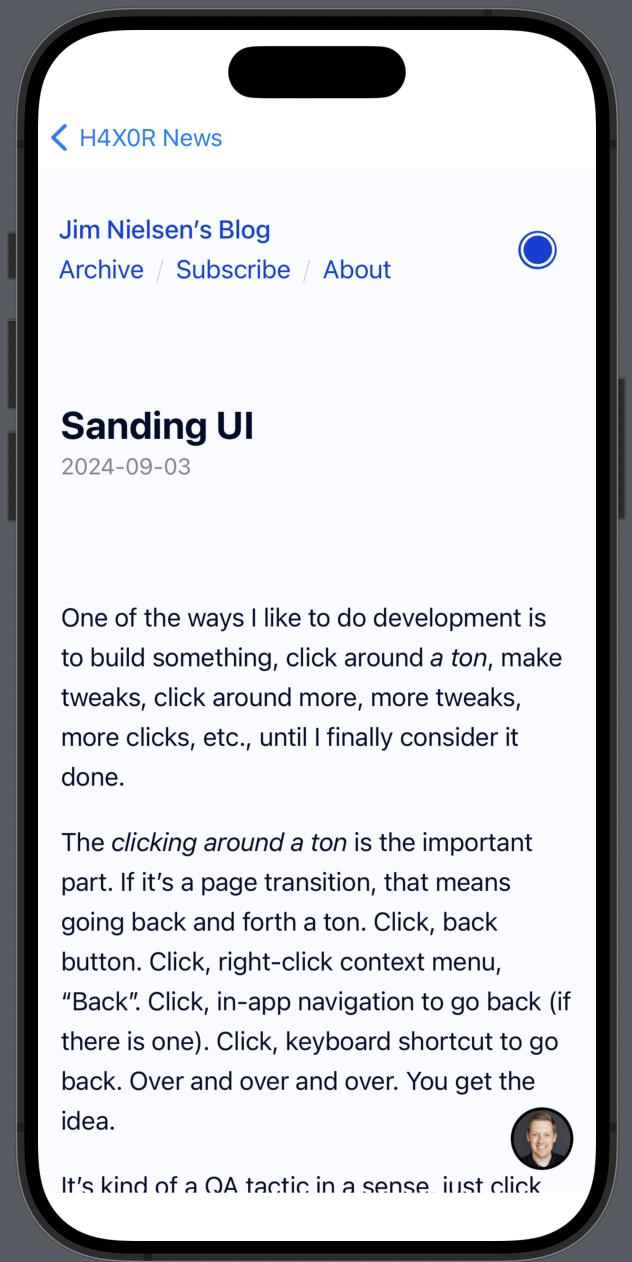 H4X0R News
Jim Nielsen’s Blog
Archive / Subscribe / About
Sanding UI
2024-09-03
One of the ways I like to do development is
to build something, click around a ton, make
tweaks, click around more, more tweaks,
more clicks, etc., until I finally consider it
done.
The clicking around a ton is the important
part. If it’s a page transition, that means
going back and forth a ton. Click, back
button. Click, right-click context menu,
“Back”. Click, in-app navigation to go back (if
there is one). Click, keyboard shortcut to go
back. Over and over and over. You get the
idea.
It’s kind of a QA tactic in a sense, just click